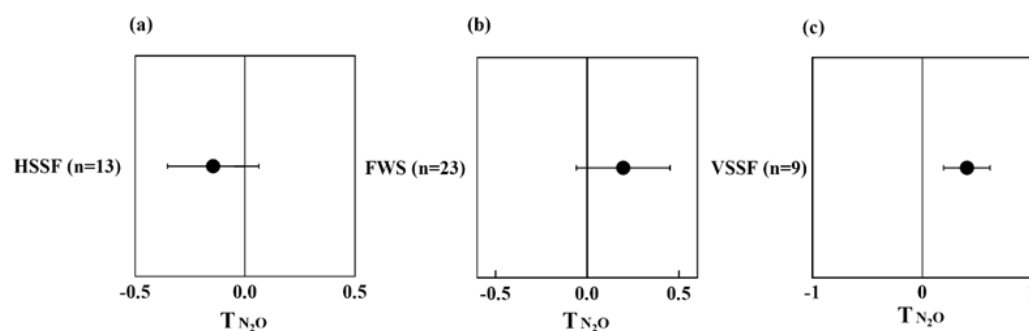 (a)
(b)
(c)
HSSF (n=13)
FWS (n=23)
VSSF (n=9)
-0.5 0.0 0.5
-0.5 0 0.5
-1 0
T N₂O
T N₂O
T N₂O